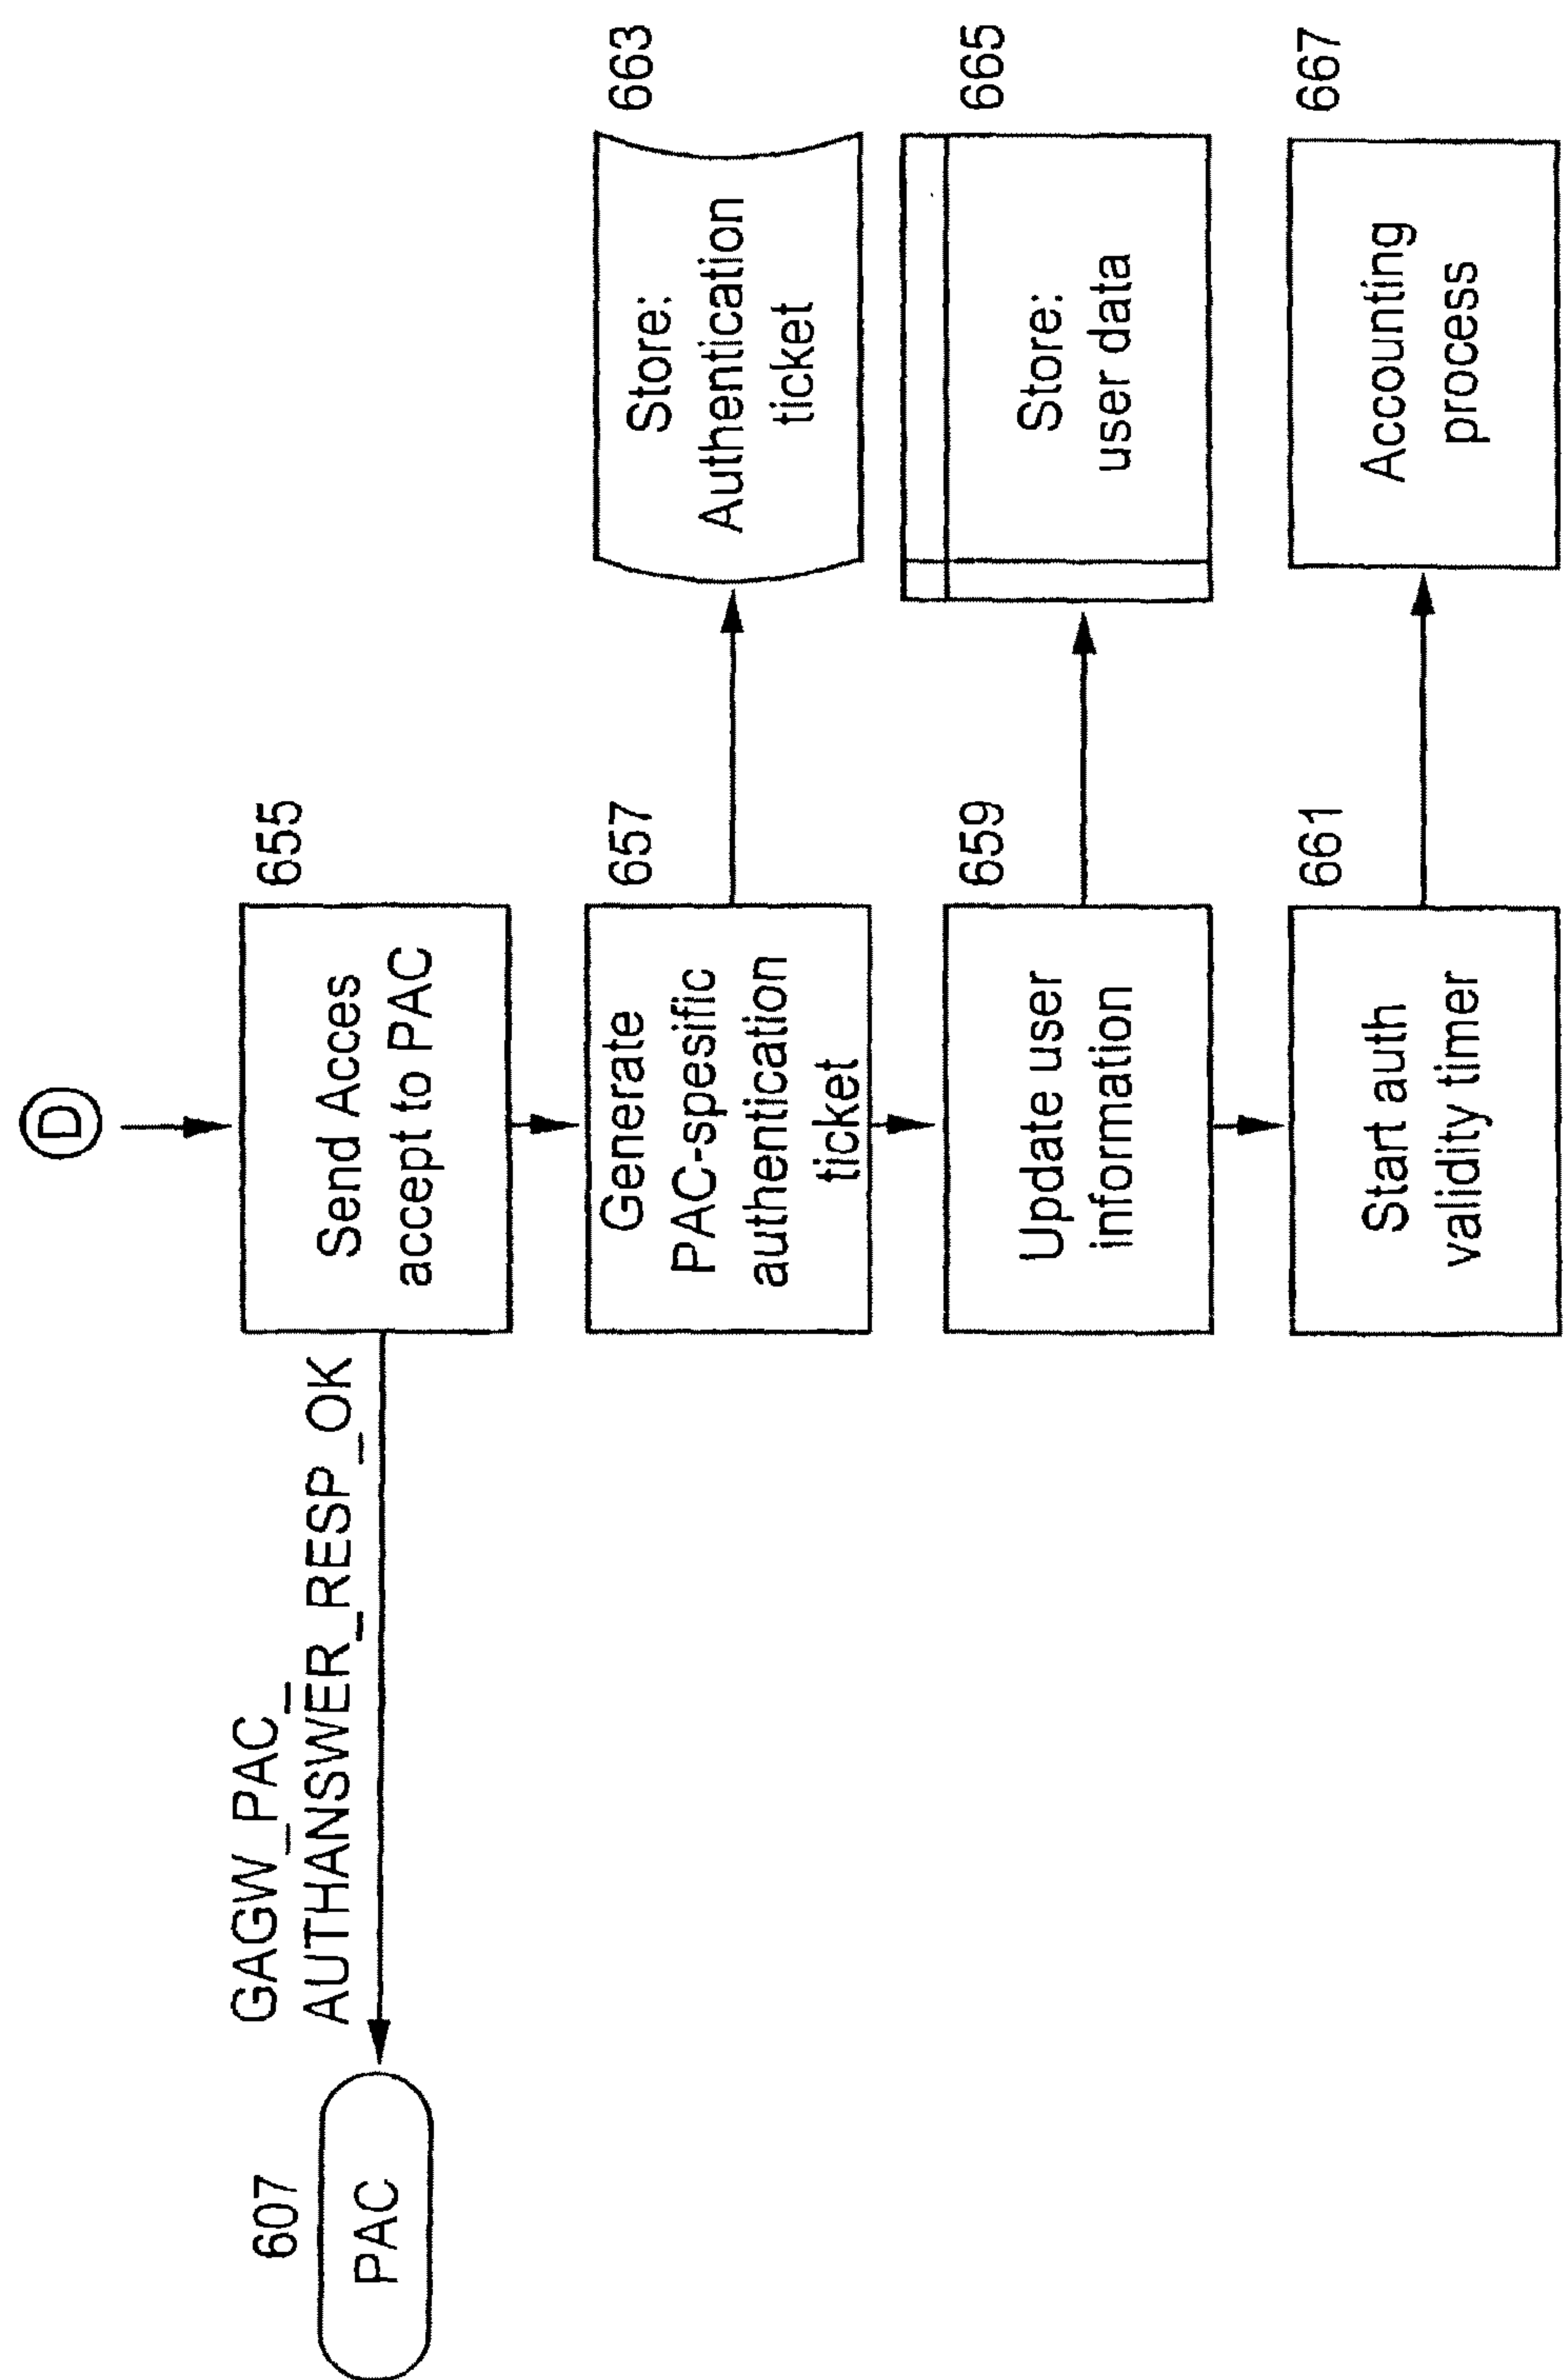 D
655
Send Acces
accept to PAC
GAGW_PAC_
AUTHANSWER_RESP_OK
607
PAC
657
Generate
PAC-spesific
authentication
ticket
663
Store:
Authentication
ticket
659
Update user
information
665
Store:
user data
661
Start auth
validity timer
667
Accounting
process